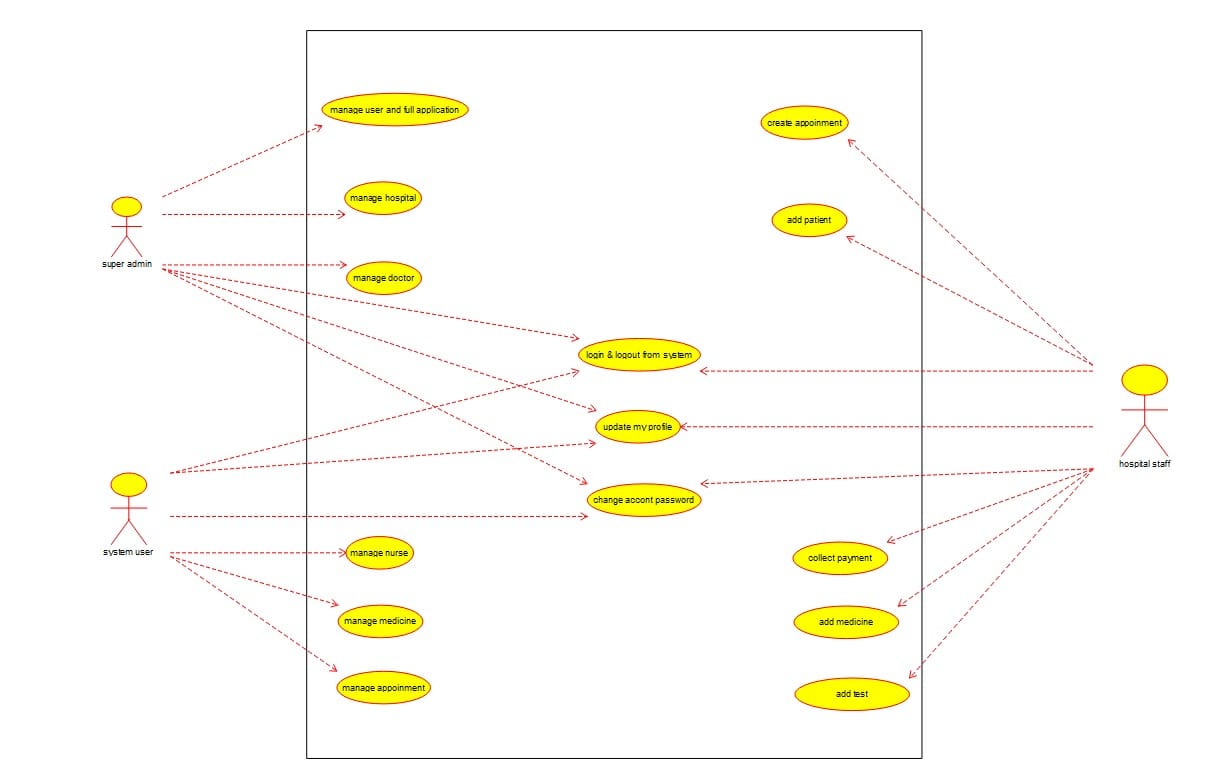 manage user and full application
create appoinment
manage hospital
add patient
super admin
manage doctor
login & logout from system
update my profile
hospital staff
change accont password
system user
manage nurse
collect payment
manage medicine
add medicine
manage appoinment
add test